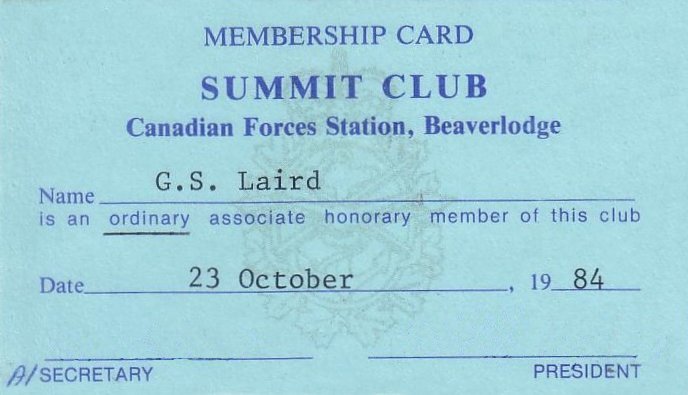 MEMBERSHIP CARD
SUMMIT CLUB
Canadian Forces Station, Beaverlodge
Name G.S. Laird
is an ordinary associate honorary member of this club
Date 23 October, 19 84
A/SECRETARY PRESIDENT